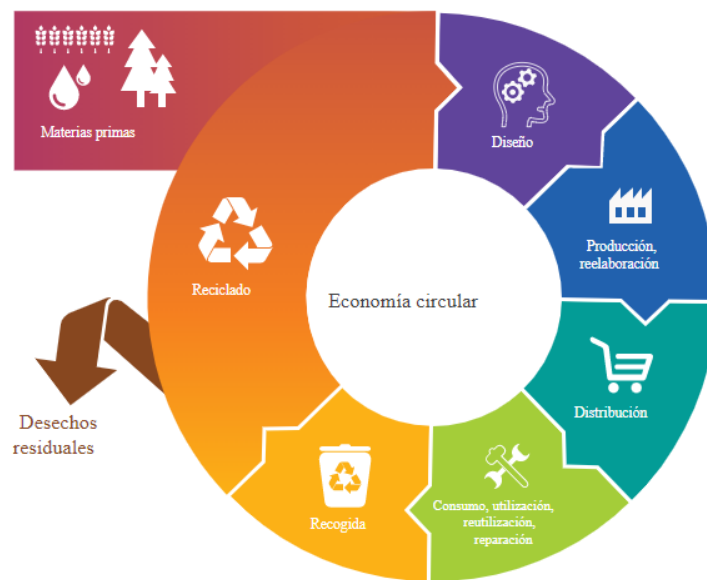 Materias primas
Diseño
Producción,
reelaboración
Reciclado
Economía circular
Distribución
Desechos
residuales
Recogida
Consumo, utilización,
reutilización,
reparación